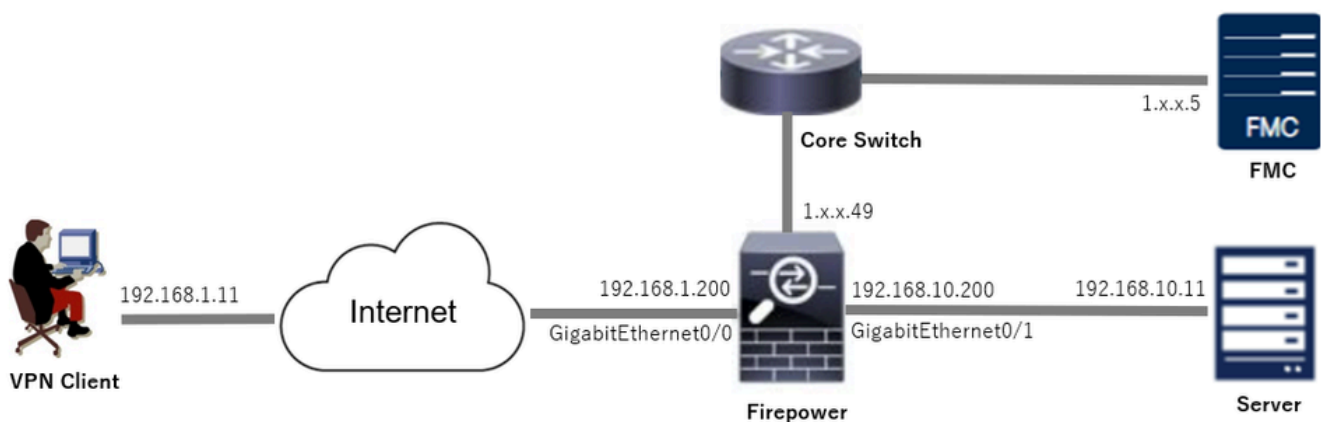 1.x.x.5
FMC
FMC
Core Switch
1.x.x.49
192.168.1.11
Internet
192.168.1.200
GigabitEthernet0/0
192.168.10.200
GigabitEthernet0/1
192.168.10.11
VPN Client
Firepower
Server